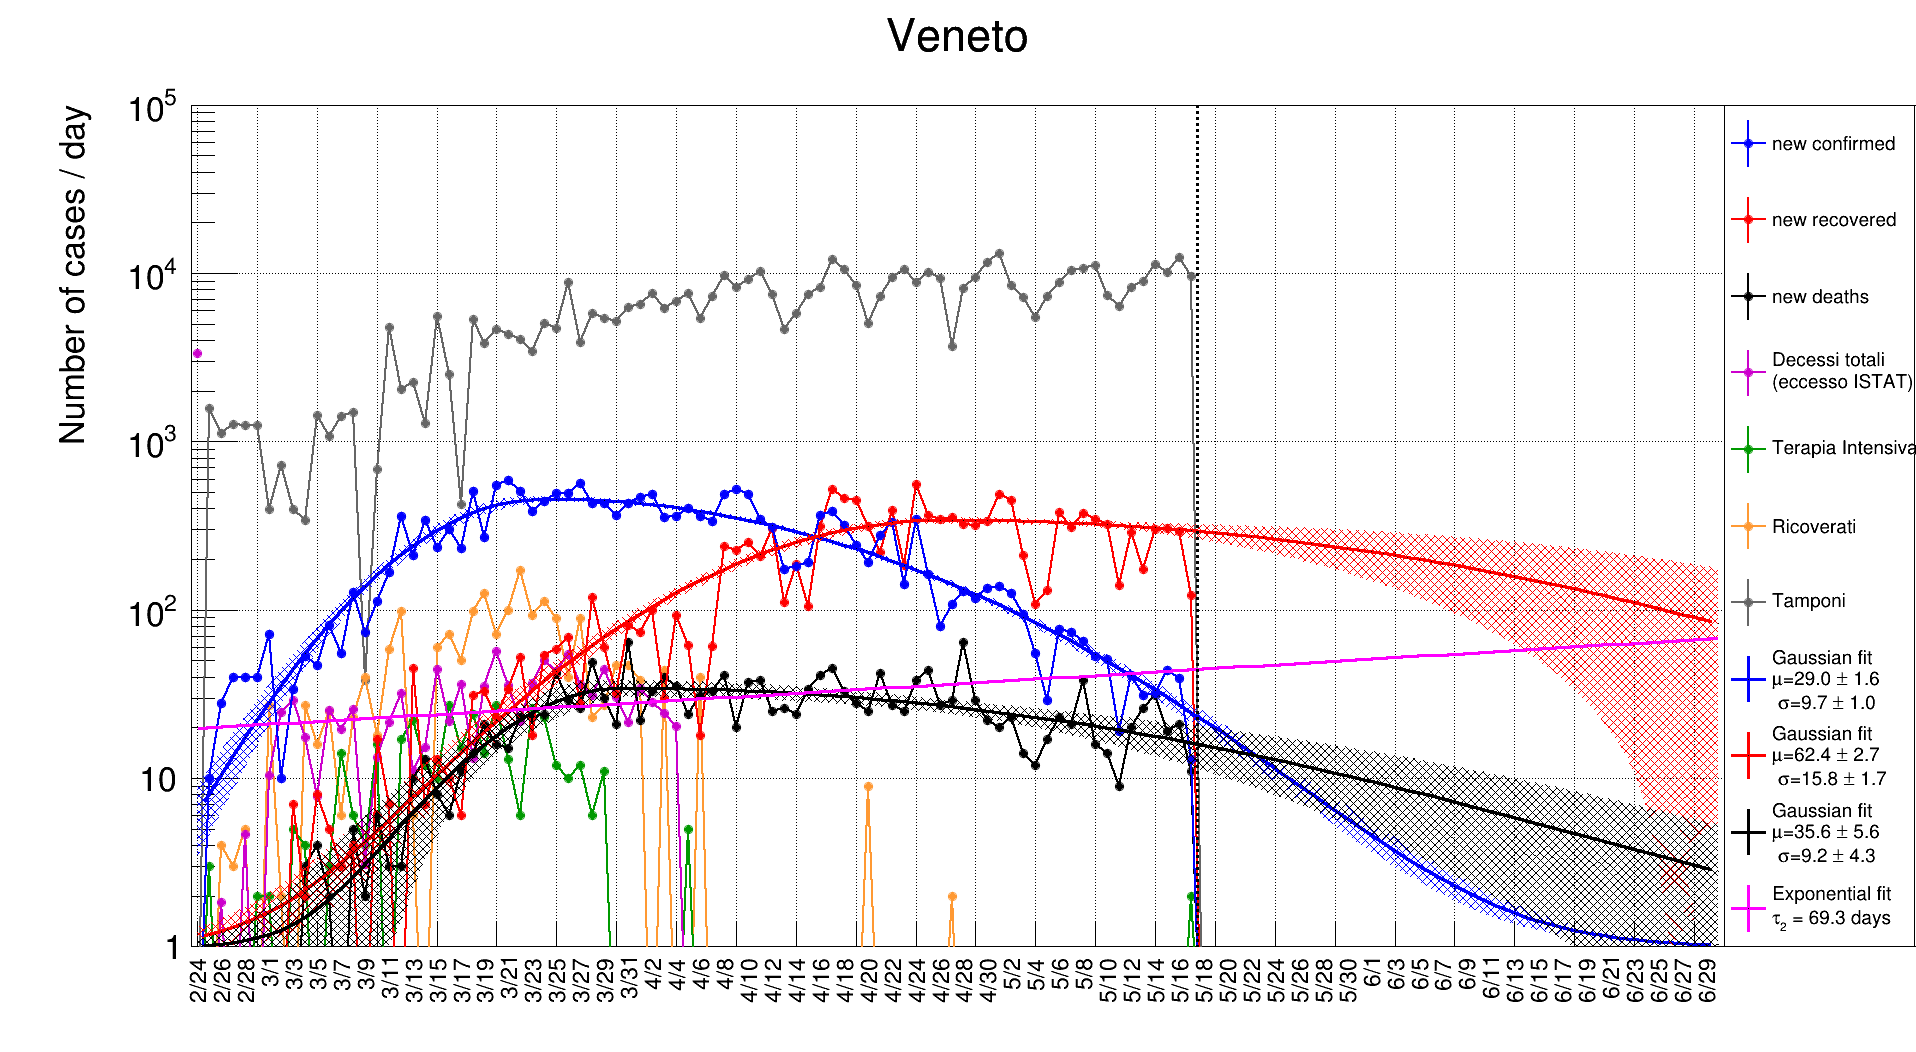 Veneto
Number of cases / day
10^5
10^4
10^3
10^2
10
1
2/24 2/26 2/28 3/1 3/3 3/5 3/7 3/9 3/11 3/13 3/15 3/17 3/19 3/21 3/23 3/25 3/27 3/29 3/31 4/2 4/4 4/6 4/8 4/10 4/12 4/14 4/16 4/18 4/20 4/22 4/24 4/26 4/28 4/30 5/2 5/4 5/6 5/8 5/10 5/12 5/14 5/16 5/18 5/20 5/22 5/24 5/26 5/28 5/30 6/1 6/3 6/5 6/7 6/9 6/11 6/13 6/15 6/17 6/19 6/21 6/23 6/25 6/27 6/29
new confirmed
new recovered
new deaths
Decessi totali
(eccesso ISTAT)
Terapia Intensiva
Ricoverati
Tamponi
Gaussian fit
μ=29.0 ± 1.6
σ=9.7 ± 1.0
Gaussian fit
μ=62.4 ± 2.7
σ=15.8 ± 1.7
Gaussian fit
μ=35.6 ± 5.6
σ=9.2 ± 4.3
Exponential fit
τ₂ = 69.3 days